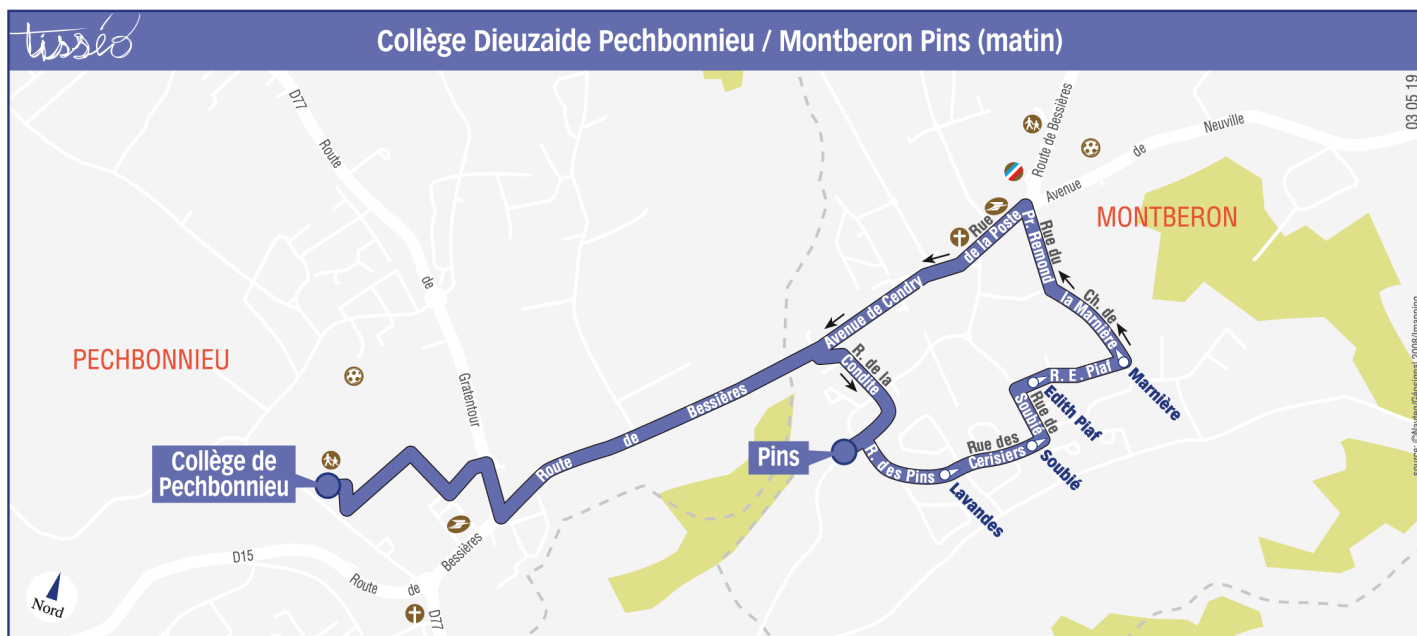 tisséo
Collège Dieuzaide Pechbonnieu / Montberon Pins (matin)
03 05 19
D77
Route
de
Gratentour
Route de Bessières
Avenue
de
Neuville
MONTBERON
PECHBONNIEU
Rue
de la Poste
Rue du
Pr. Remond
Avenue de Cendry
Ch. de
la Marnière
R. de la
Condite
R. E. Piaf
Marnière
Edith Piaf
Rue de
Soubié
Soubié
Rue des
Cerisiers
Lavandes
R. des Pins
Pins
Route
de
Bessières
Collège de
Pechbonnieu
D15
Route
de
Bessières
D77
Nord